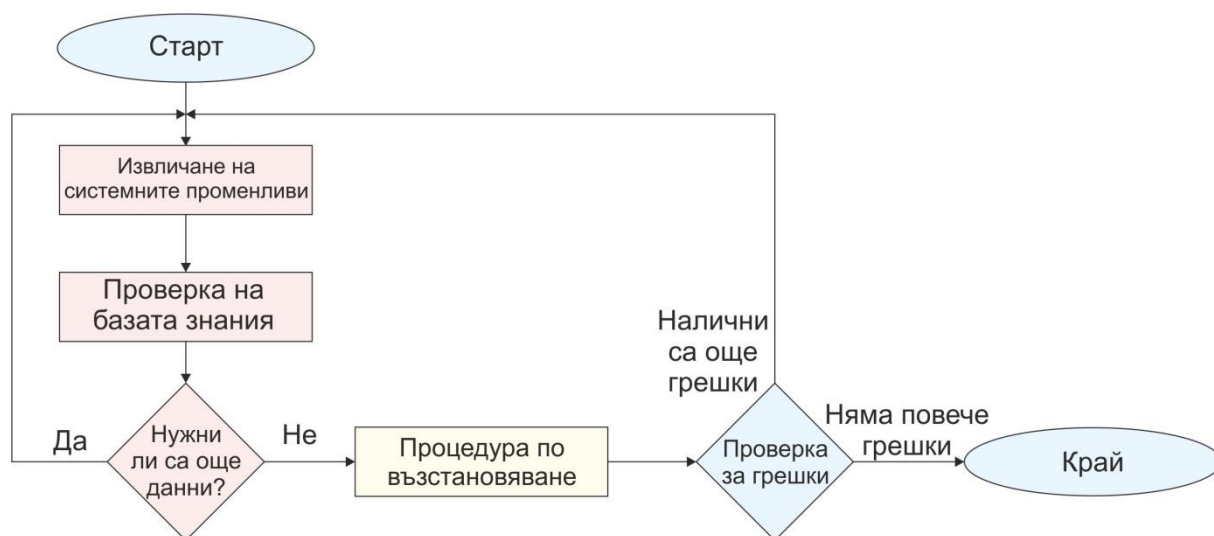 Старт
Извличане на
системните променливи
Проверка на
базата знания
Нужни
ли са още
данни?
Да
Не
Процедура по
възстановяване
Налични
са още
грешки
Проверка
за грешки
Няма повече
грешки
Край